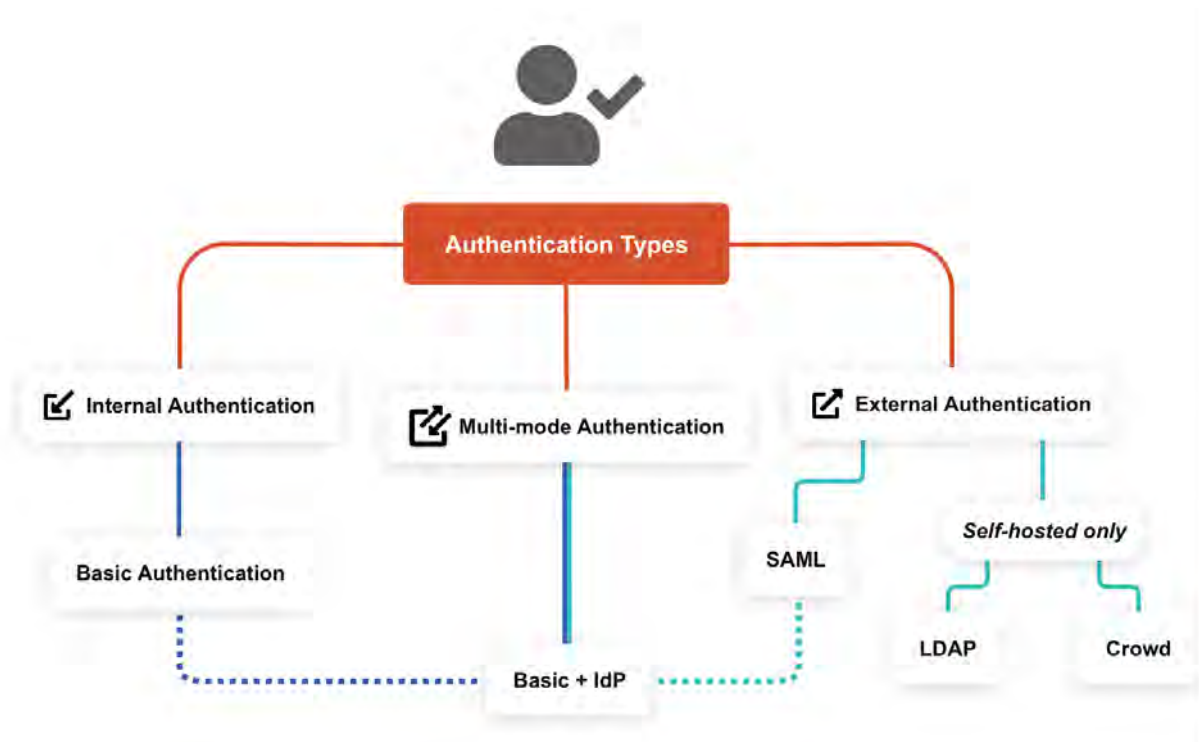 Authentication Types
Internal Authentication
Multi-mode Authentication
External Authentication
Basic Authentication
SAML
Self-hosted only
LDAP
Crowd
Basic + IdP